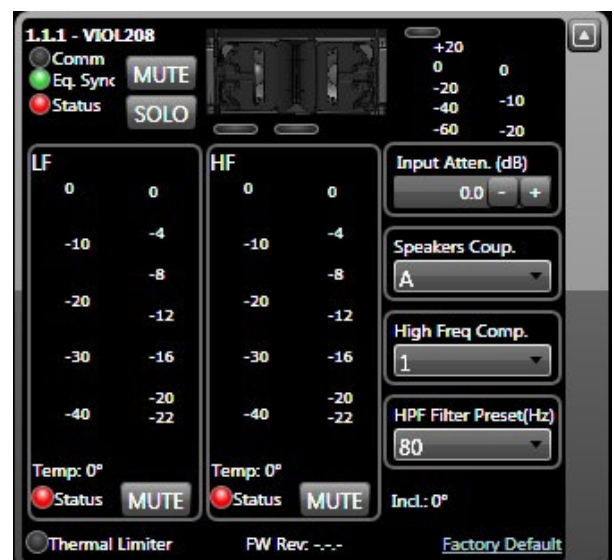 1.1.1 - VIOL208
Comm
Eq. Sync
MUTE
Status
SOLO
+20
0
-20
-40
-60
0
-10
-20
LF
0
-10
-20
-30
-40
0
-4
-8
-12
-16
-20
-22
Temp: 0°
Status
MUTE
HF
0
-10
-20
-30
-40
0
-4
-8
-12
-16
-20
-22
Temp: 0°
Status
MUTE
Input Atten. (dB)
0.0 - +
Speakers Coup.
A
High Freq Comp.
1
HPF Filter Preset(Hz)
80
Incl.: 0°
Thermal Limiter
FW Rev: -.-.-
Factory Default